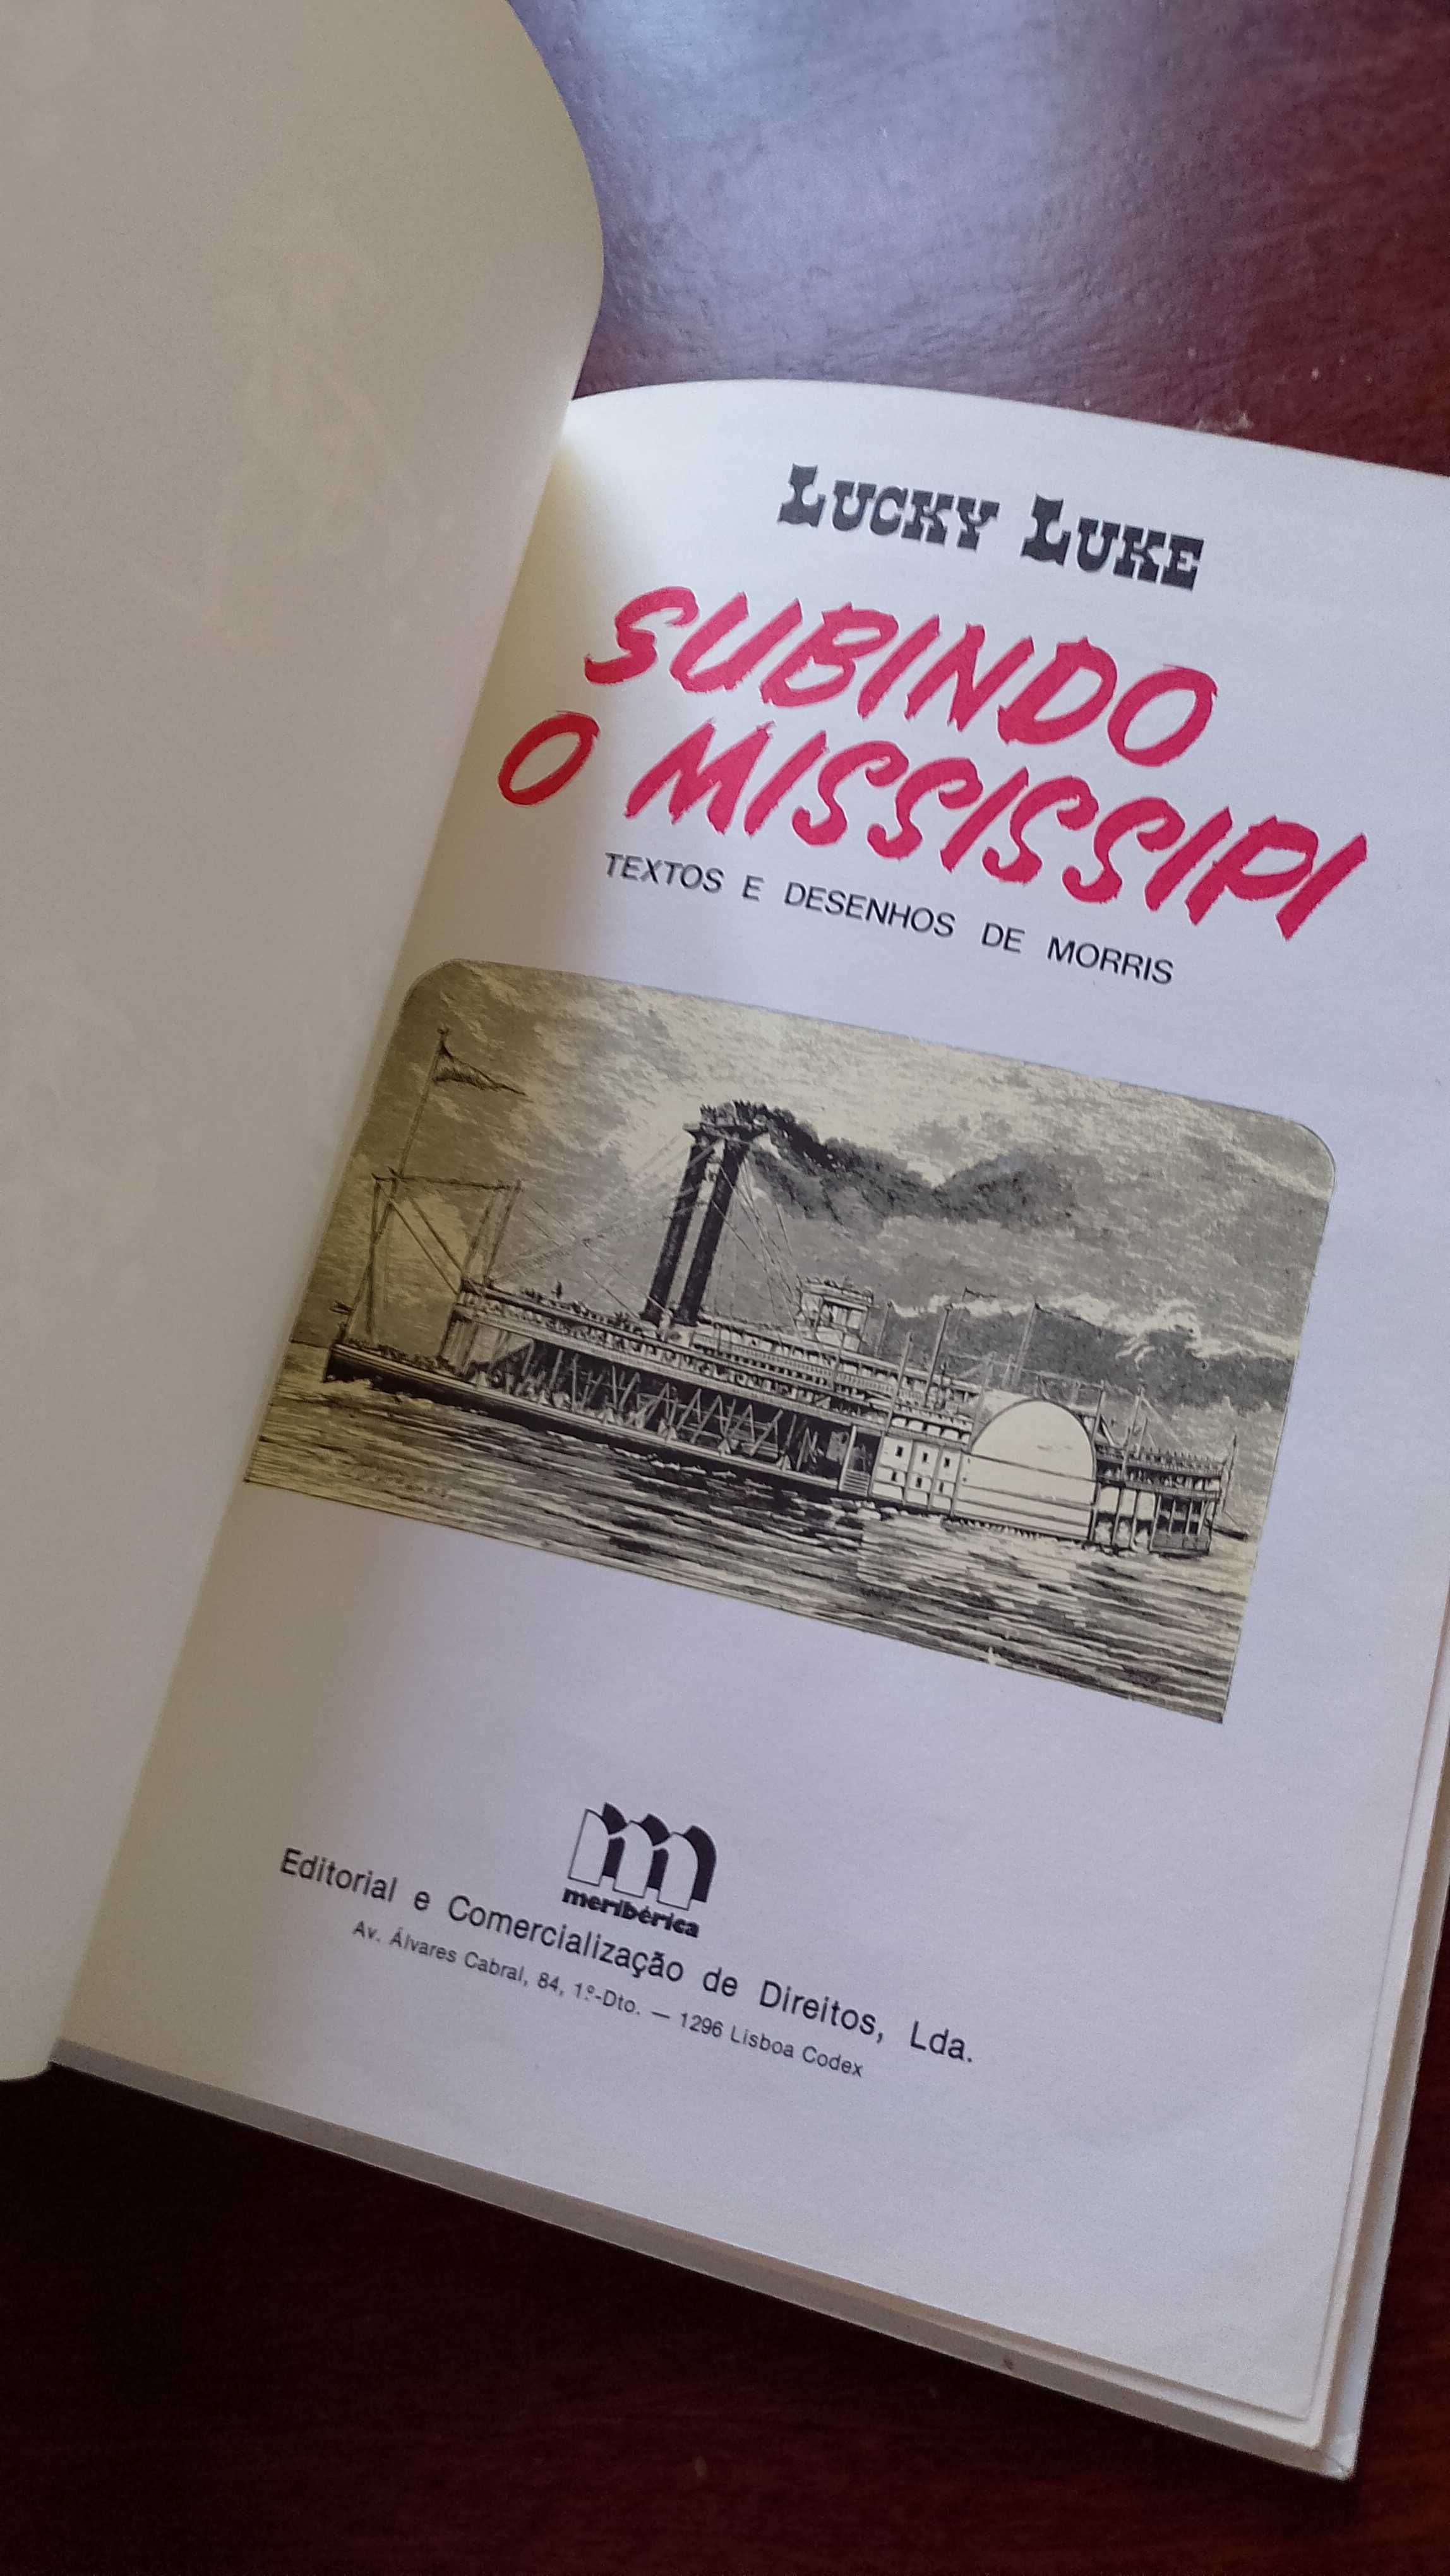 LUCKY LUKE
SUBINDO
O MISSISSIPI
TEXTOS E DESENHOS DE MORRIS
meribérica
Editorial e Comercialização de Direitos, Lda.
Av. Álvares Cabral, 84, 1.º-Dto. — 1296 Lisboa Codex